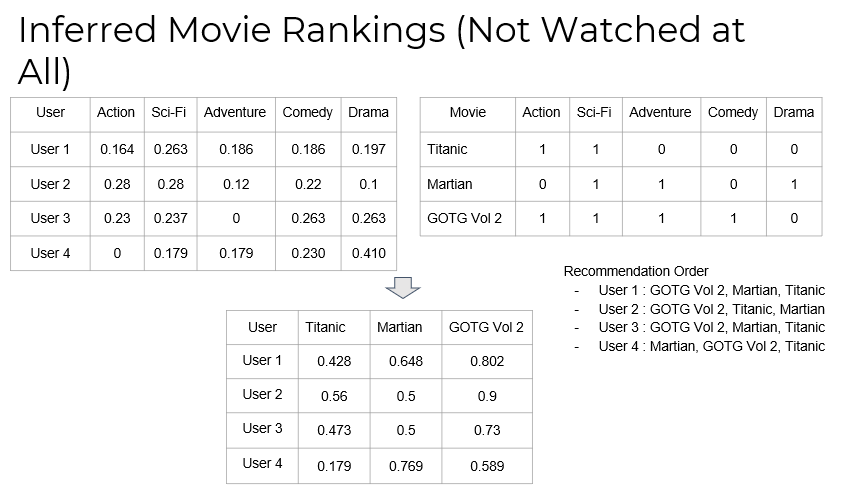 Inferred Movie Rankings (Not Watched at
All)
User Action Sci-Fi Adventure Comedy Drama
User 1 0.164 0.263 0.186 0.186 0.197
User 2 0.28 0.28 0.12 0.22 0.1
User 3 0.23 0.237 0 0.263 0.263
User 4 0 0.179 0.179 0.230 0.410
Movie Action Sci-Fi Adventure Comedy Drama
Titanic 1 1 0 0 0
Martian 0 1 1 0 1
GOTG Vol 2 1 1 1 1 0
Recommendation Order
- User 1 : GOTG Vol 2, Martian, Titanic
- User 2 : GOTG Vol 2, Titanic, Martian
- User 3 : GOTG Vol 2, Martian, Titanic
- User 4 : Martian, GOTG Vol 2, Titanic
User Titanic Martian GOTG Vol 2
User 1 0.428 0.648 0.802
User 2 0.56 0.5 0.9
User 3 0.473 0.5 0.73
User 4 0.179 0.769 0.589